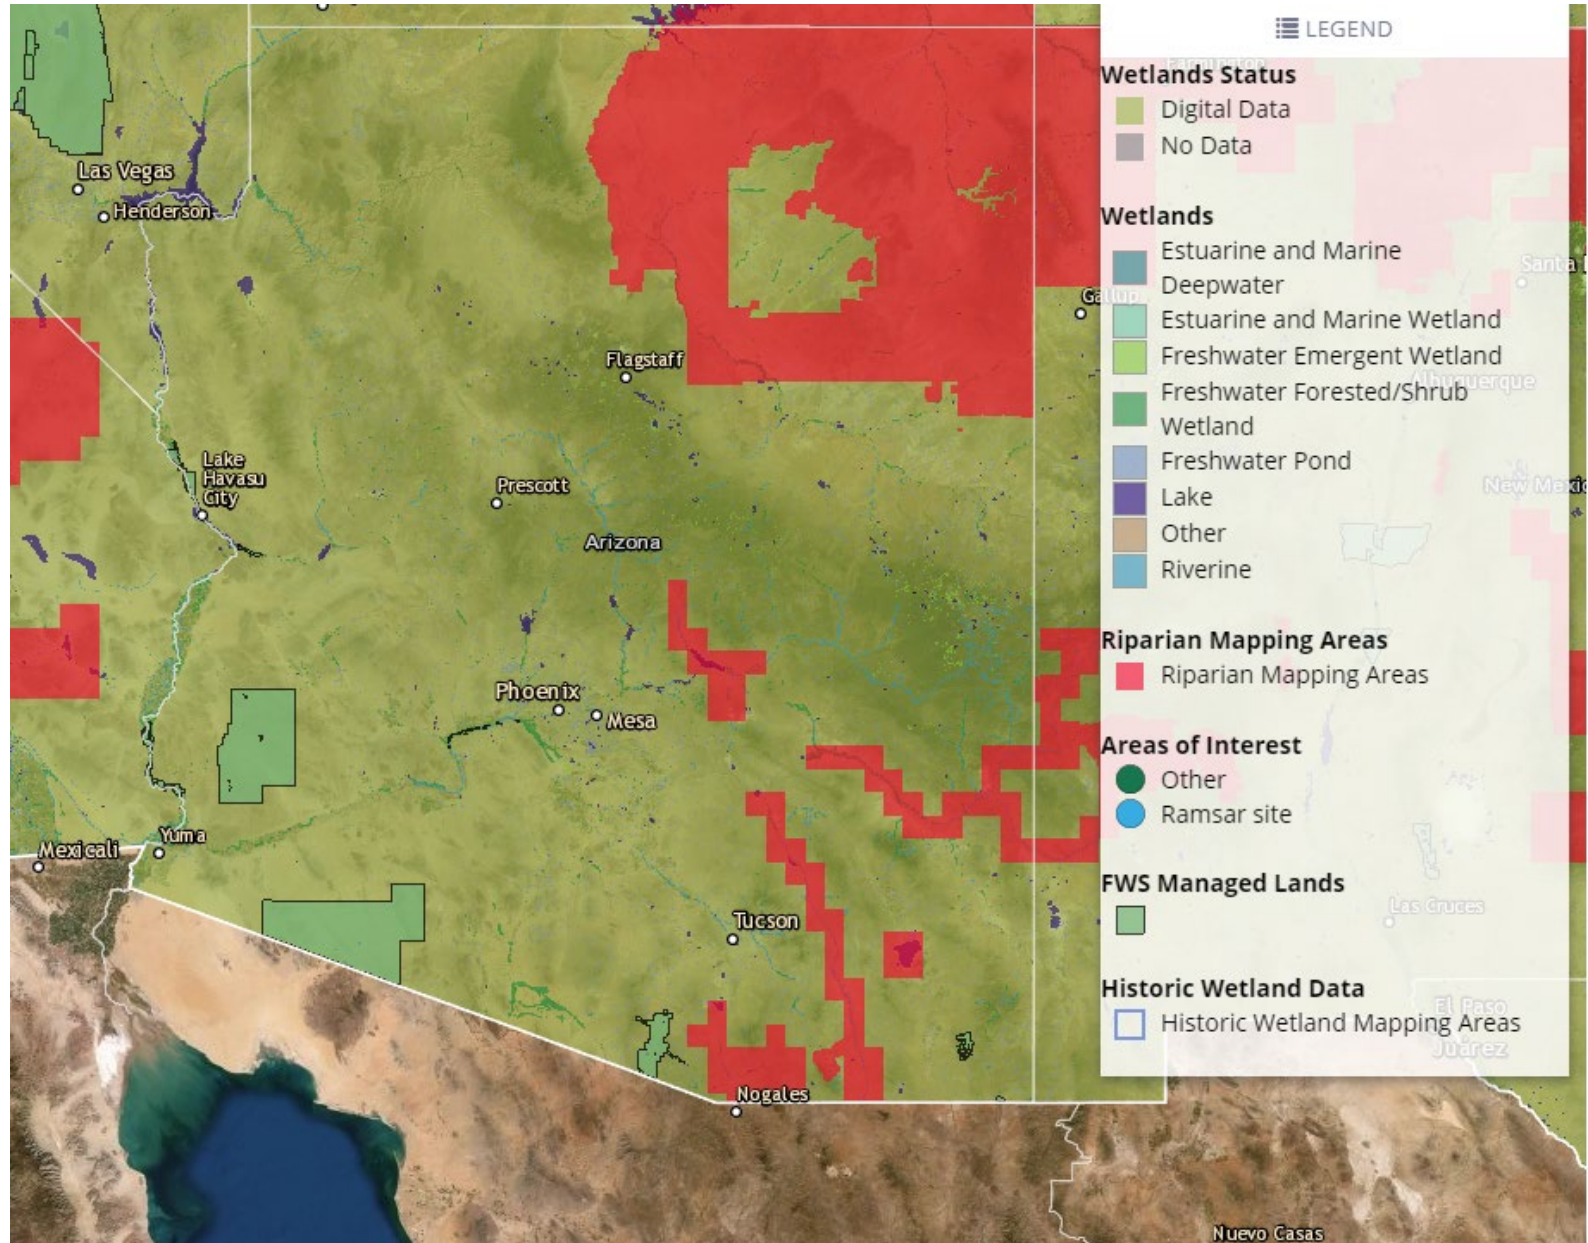 LEGEND
Farmington
Wetlands Status
Digital Data
No Data
Las Vegas
Henderson
Wetlands
Estuarine and Marine
Deepwater
Santa
Gallup
Estuarine and Marine Wetland
Freshwater Emergent Wetland
Flagstaff
Albuquerque
Freshwater Forested/Shrub
Wetland
Freshwater Pond
Lake
Havasu
City
Prescott
New Mexic
Lake
Other
Arizona
Riverine
Riparian Mapping Areas
Riparian Mapping Areas
Phoenix
Mesa
Areas of Interest
Other
Ramsar site
Yuma
Mexicali
FWS Managed Lands
Las Cruces
Tucson
Historic Wetland Data
Historic Wetland Mapping Areas
El Paso
Juárez
Nogales
Nuevo Casas